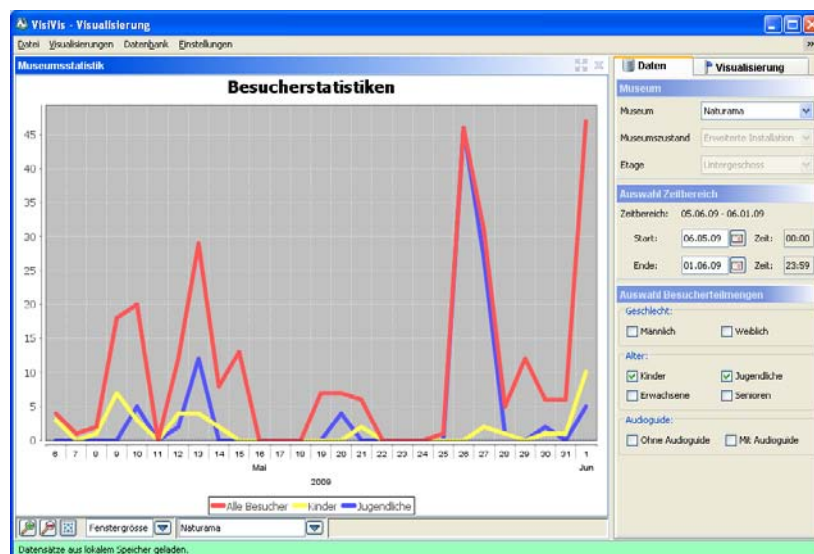 VisiVis - Visualisierung
Datei Visualisierungen Datenbank Einstellungen
Museumsstatistik
Besucherstatistiken
45
40
35
30
25
20
15
10
5
0
6 7 8 9 10 11 12 13 14 15 16 17 18 19 20 21 22 23 24 25 26 27 28 29 30 31 1
Mai Jun
2009
Alle Besucher Kinder Jugendliche
Fenstergrösse Naturama
Datensätze aus lokalem Speicher geladen.
Daten Visualisierung
Museum
Museum Naturama
Museumszustand Erweiterte Installation
Etage Untergeschoss
Auswahl Zeitbereich
Zeitbereich: 05.06.09 - 06.01.09
Start: 06.05.09 Zeit: 00:00
Ende: 01.06.09 Zeit: 23:59
Auswahl Besucherteilmengen
Geschlecht:
Männlich Weiblich
Alter:
Kinder Jugendliche
Erwachsene Senioren
Audioguide:
Ohne Audioguide Mit Audioguide